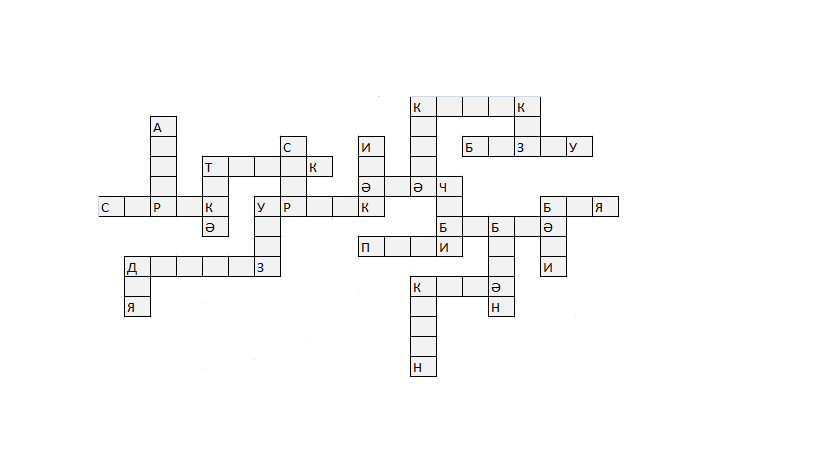 К К
А
С И Б З У
Т К
Ә Ә Ч
С Р К У Р К Б Я
Ә Б Б Ә
П И
Д З И
К Ә
Я Н
Н